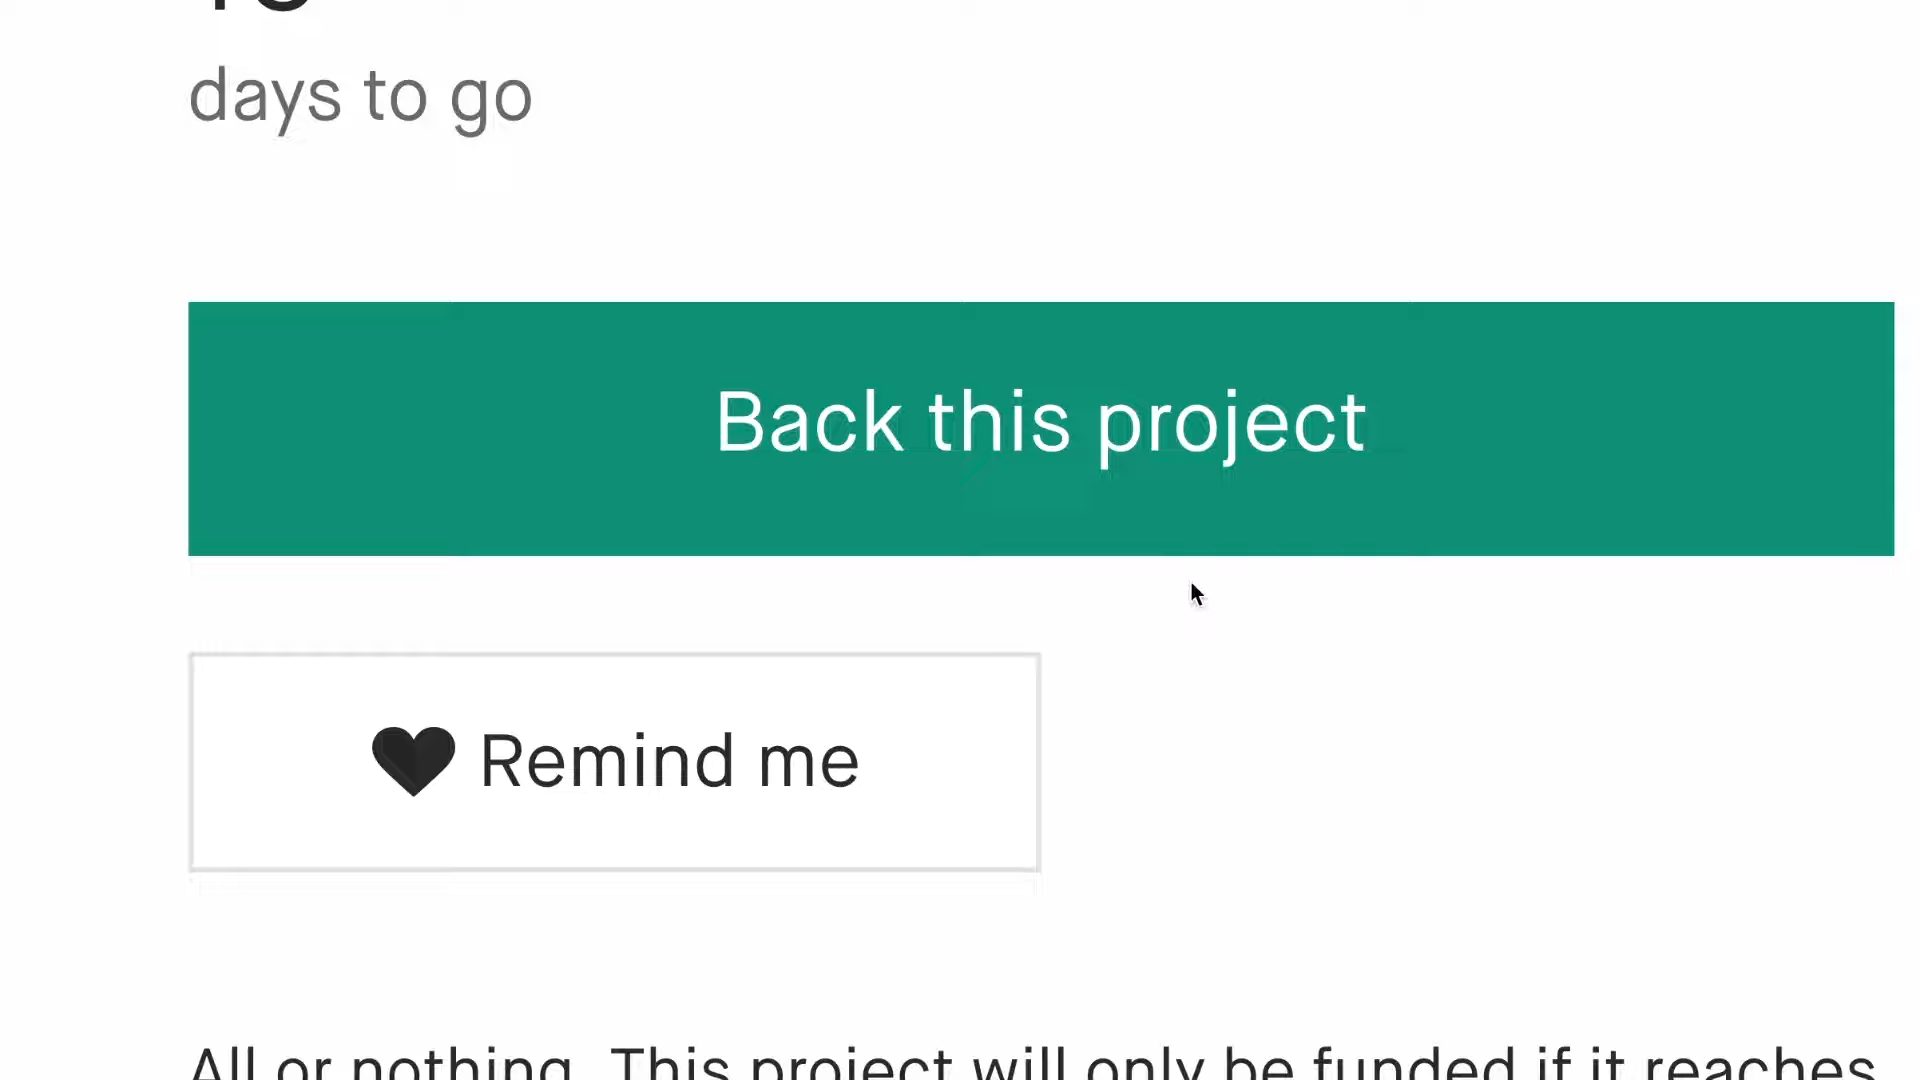 days to go
Back this project
Remind me
All or nothing. This project will only be funded if it reaches